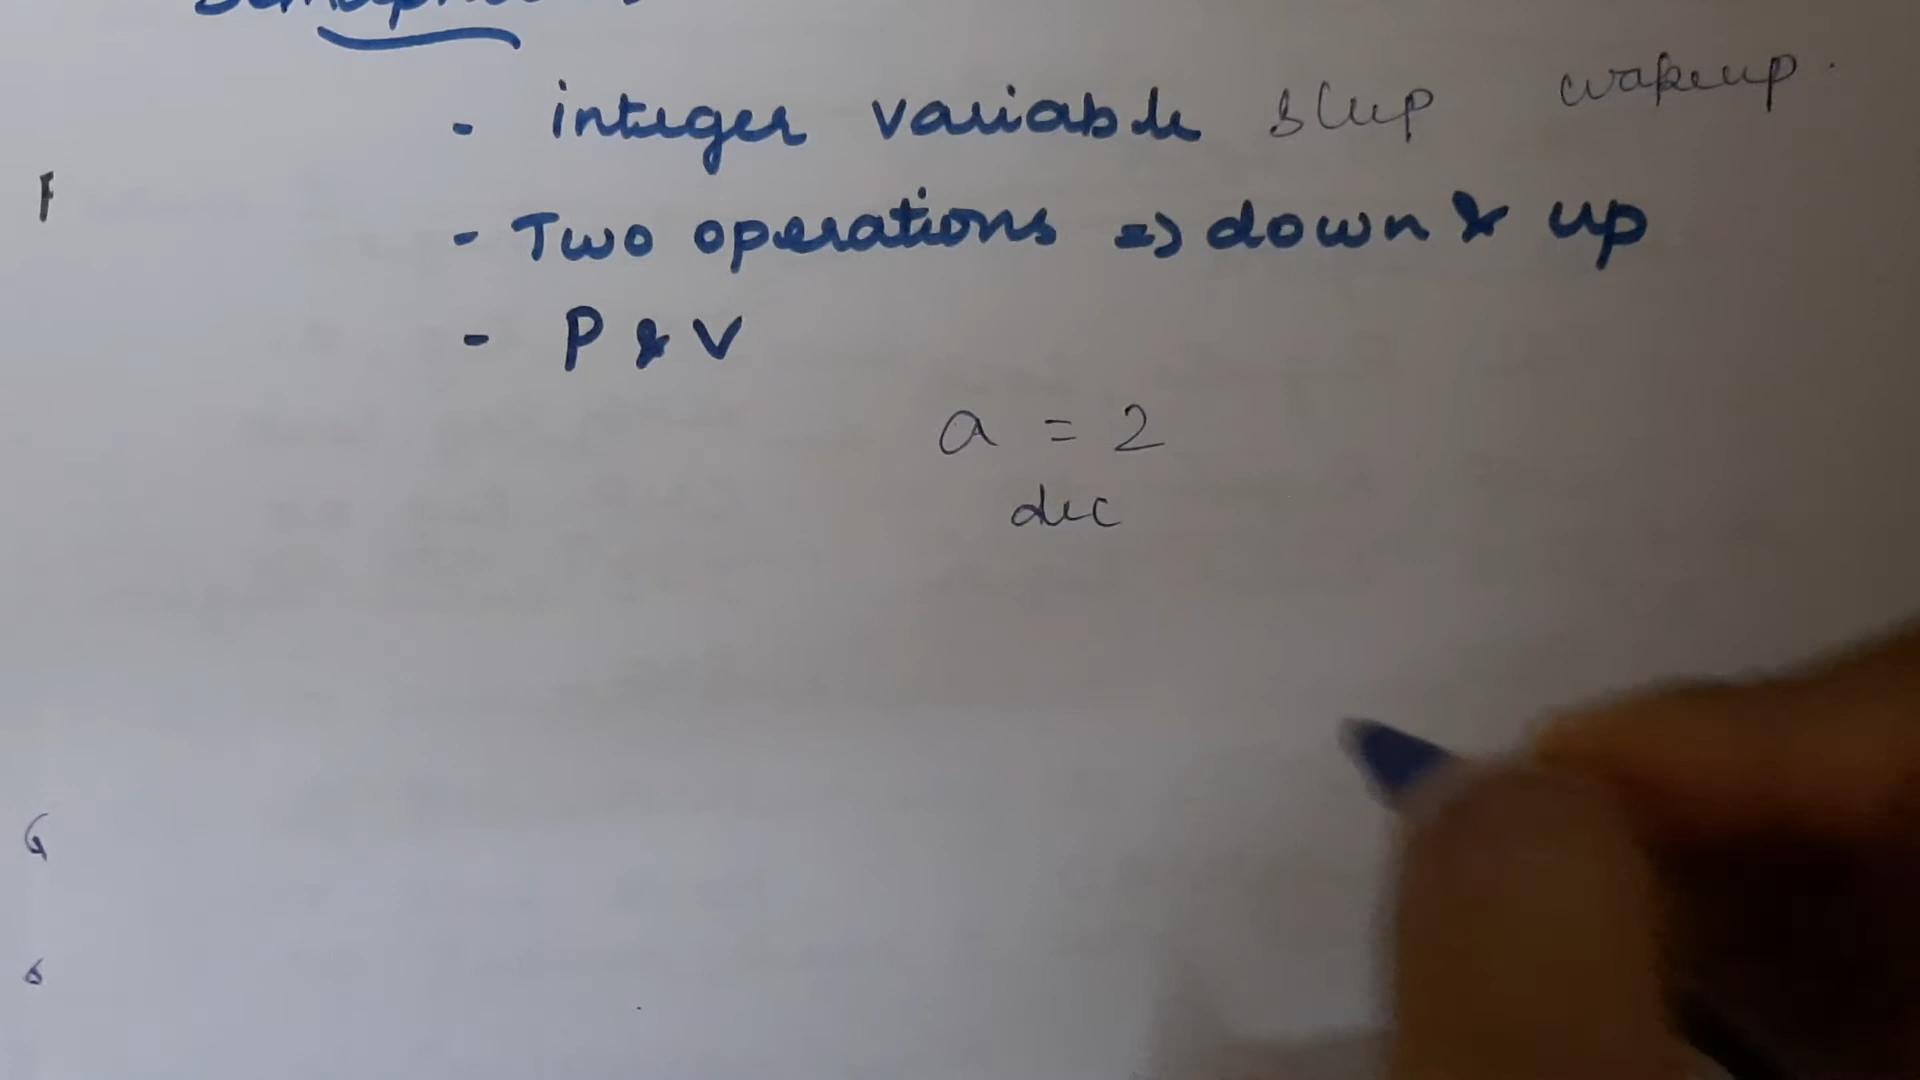 - integer variable sleep wakeup.
- Two operations => down & up
- P & V
a = 2
dec